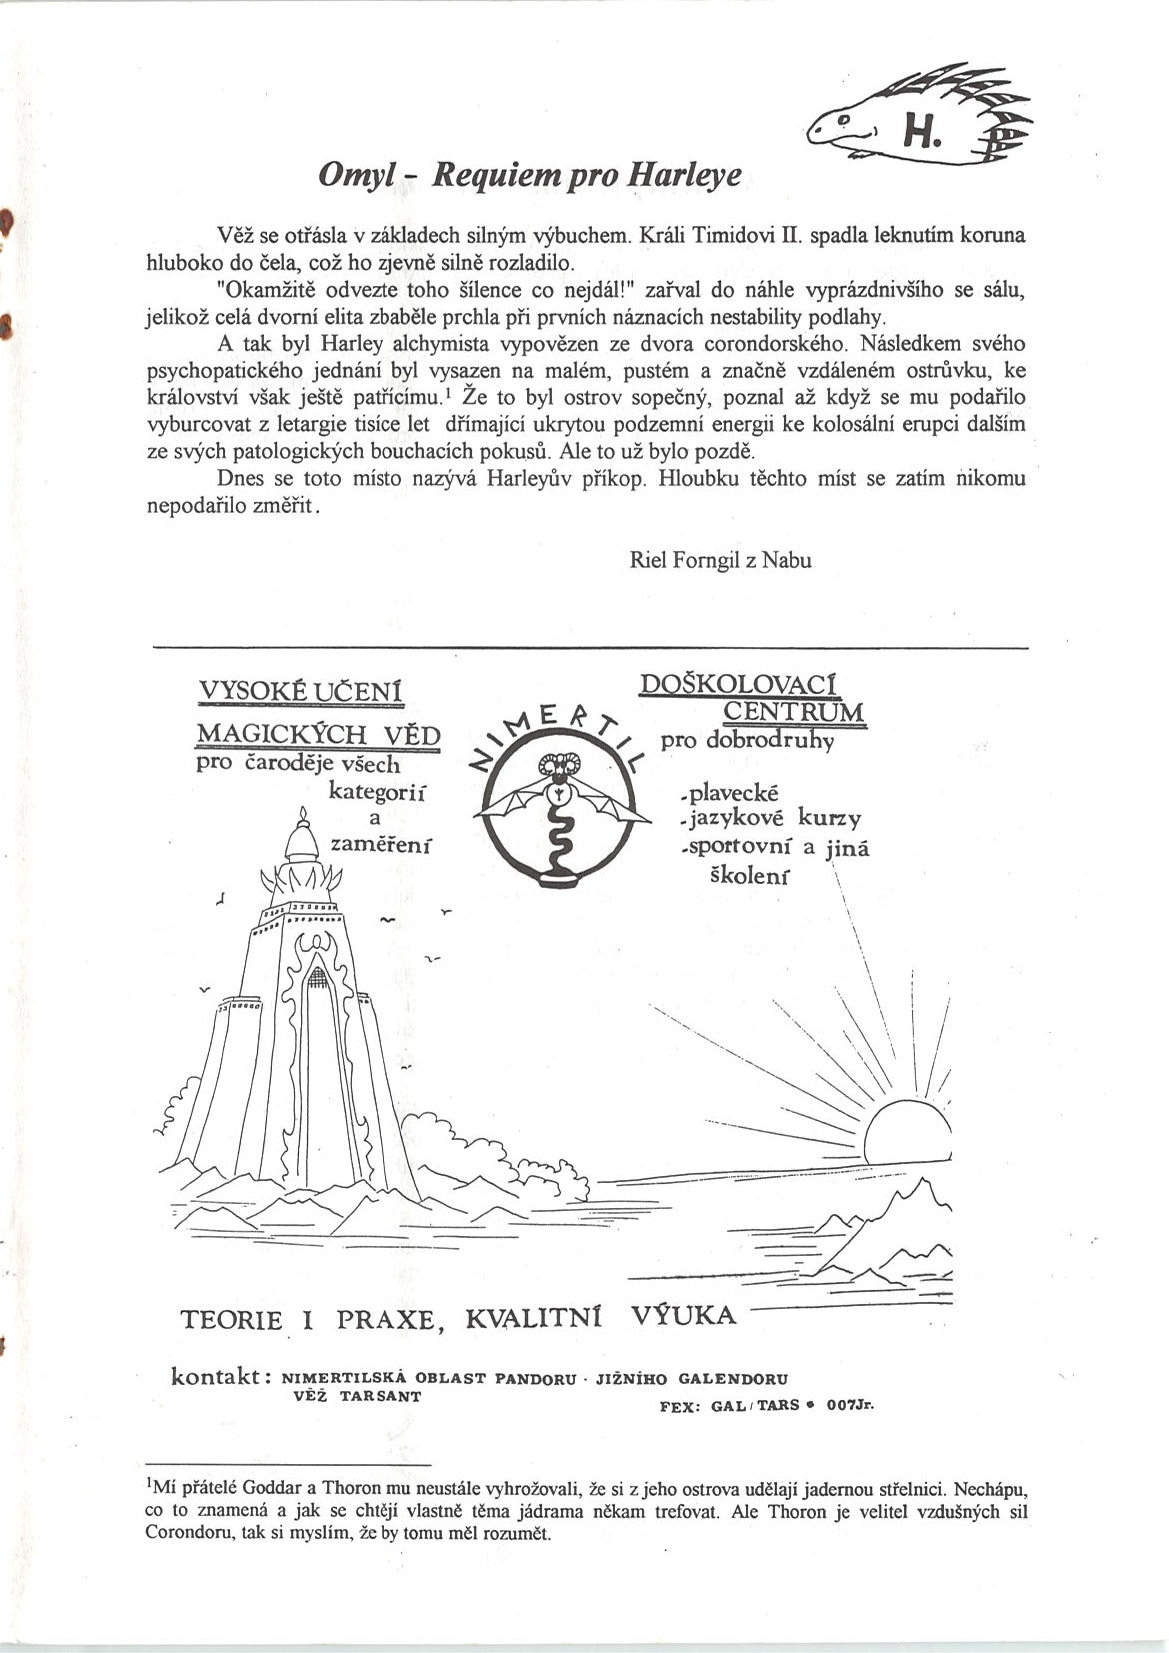 H.
Omyl - Requiem pro Harleye
Věž se otřásla v základech silným výbuchem. Králi Timidovi II. spadla leknutím koruna
hluboko do čela, což ho zjevně silně rozladilo.
"Okamžitě odvezte toho šílence co nejdál!" zařval do náhle vyprázdnivšího se sálu,
jelikož celá dvorní elita zbaběle prchla při prvních náznacích nestability podlahy.
A tak byl Harley alchymista vypovězen ze dvora corondorského. Následkem svého
psychopatického jednání byl vysazen na malém, pustém a značně vzdáleném ostrůvku, ke
království však ještě patřícímu.¹ Že to byl ostrov sopečný, poznal až když se mu podařilo
vyburcovat z letargie tisíce let dřímající ukrytou podzemní energii ke kolosální erupci dalším
ze svých patologických bouchacích pokusů. Ale to už bylo pozdě.
Dnes se toto místo nazývá Harleyův příkop. Hloubku těchto míst se zatím nikomu
nepodařilo změřit.
Riel Forngil z Nabu
VYSOKÉ UČENÍ
MAGICKÝCH VĚD
pro čaroděje všech
kategorií
a
zaměření
NIMERTIL
DOŠKOLOVACÍ
CENTRUM
pro dobrodruhy
-plavecké
-jazykové kurzy
-sportovní a jiná
školení
TEORIE I PRAXE, KVALITNÍ VÝUKA
kontakt: NIMERTILSKÁ OBLAST PANDORU - JIŽNÍHO GALENDORU
VĚŽ TARSANT
FEX: GAL/TARS • 007Jr.
¹Mí přátelé Goddar a Thoron mu neustále vyhrožovali, že si z jeho ostrova udělají jadernou střelnici. Nechápu,
co to znamená a jak se chtějí vlastně těma jádrama někam trefovat. Ale Thoron je velitel vzdušných sil
Corondoru, tak si myslím, že by tomu měl rozumět.